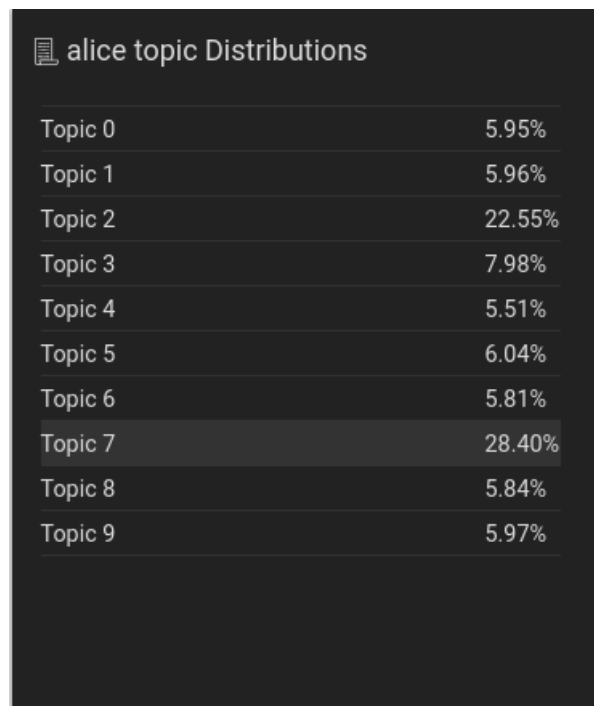 alice topic Distributions
Topic 0 5.95%
Topic 1 5.96%
Topic 2 22.55%
Topic 3 7.98%
Topic 4 5.51%
Topic 5 6.04%
Topic 6 5.81%
Topic 7 28.40%
Topic 8 5.84%
Topic 9 5.97%